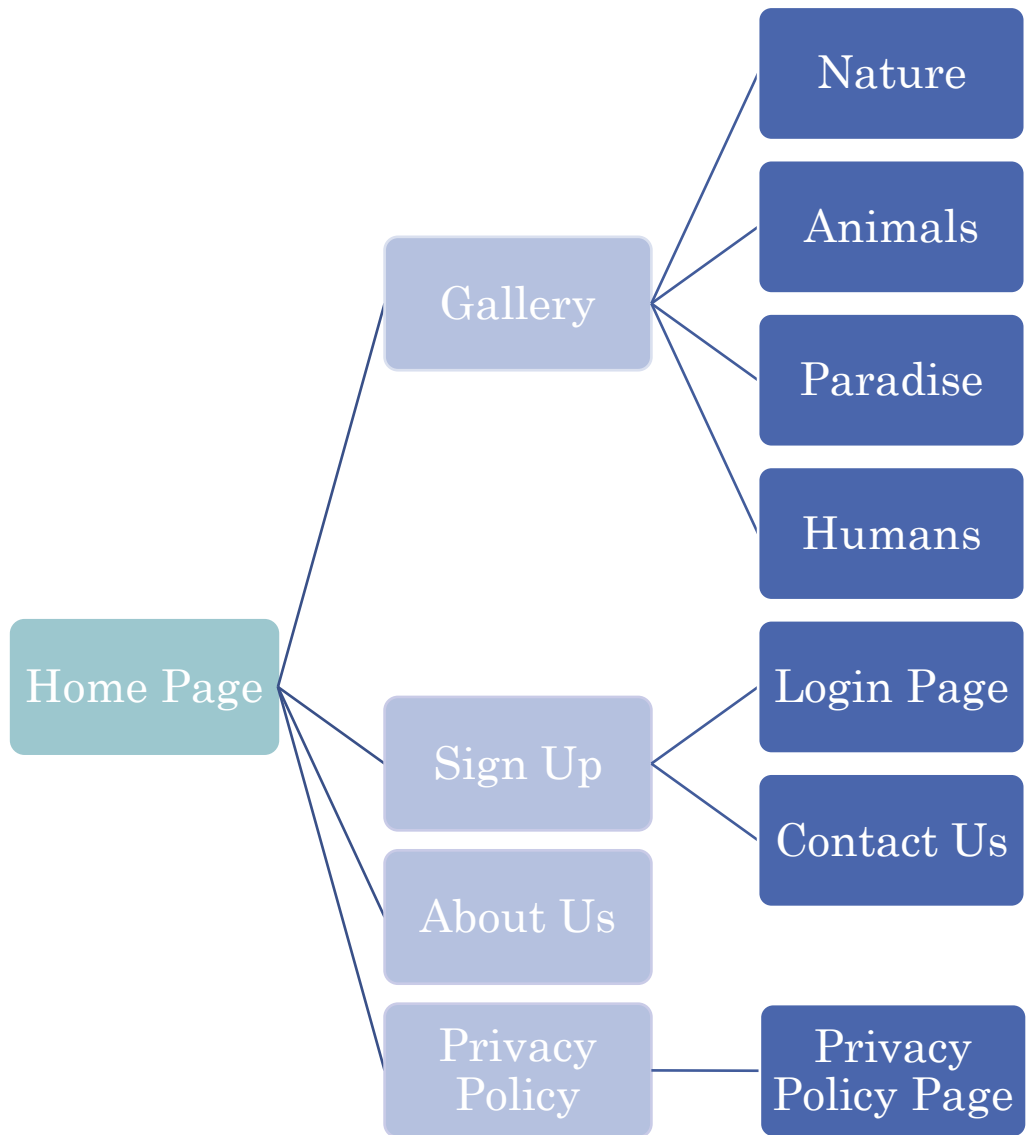 Home Page
Gallery
Nature
Animals
Paradise
Humans
Sign Up
Login Page
Contact Us
About Us
Privacy
Policy
Privacy
Policy Page